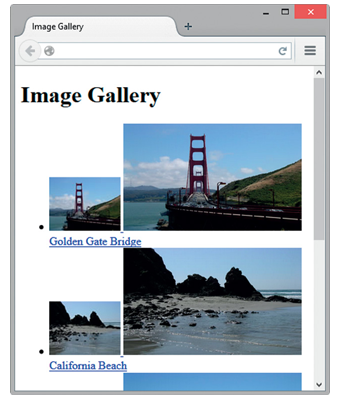 Image Gallery
Image Gallery
Golden Gate Bridge
California Beach